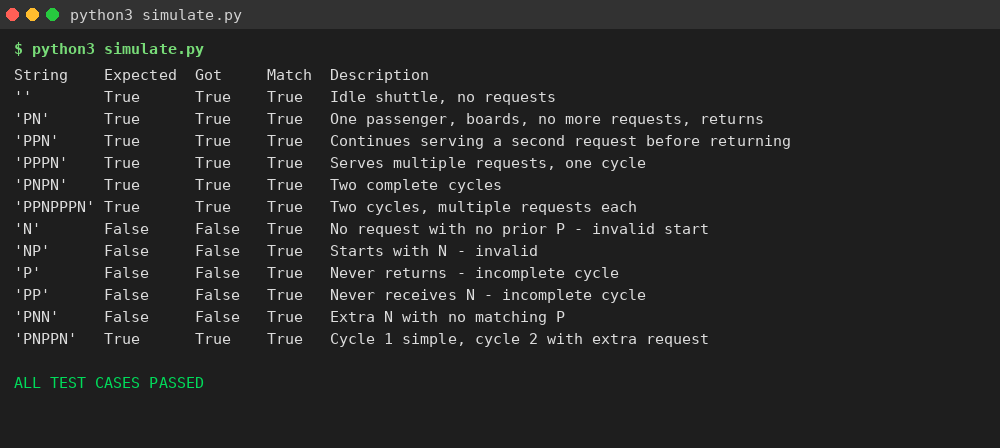 python3 simulate.py
$ python3 simulate.py
String    Expected  Got     Match  Description
''        True      True    True   Idle shuttle, no requests
'PN'      True      True    True   One passenger, boards, no more requests, returns
'PPN'     True      True    True   Continues serving a second request before returning
'PPPN'    True      True    True   Serves multiple requests, one cycle
'PNPN'    True      True    True   Two complete cycles
'PPNPPPN' True      True    True   Two cycles, multiple requests each
'N'       False     False   True   No request with no prior P - invalid start
'NP'      False     False   True   Starts with N - invalid
'P'       False     False   True   Never returns - incomplete cycle
'PP'      False     False   True   Never receives N - incomplete cycle
'PNN'     False     False   True   Extra N with no matching P
'PNPPN'   True      True    True   Cycle 1 simple, cycle 2 with extra request
ALL TEST CASES PASSED